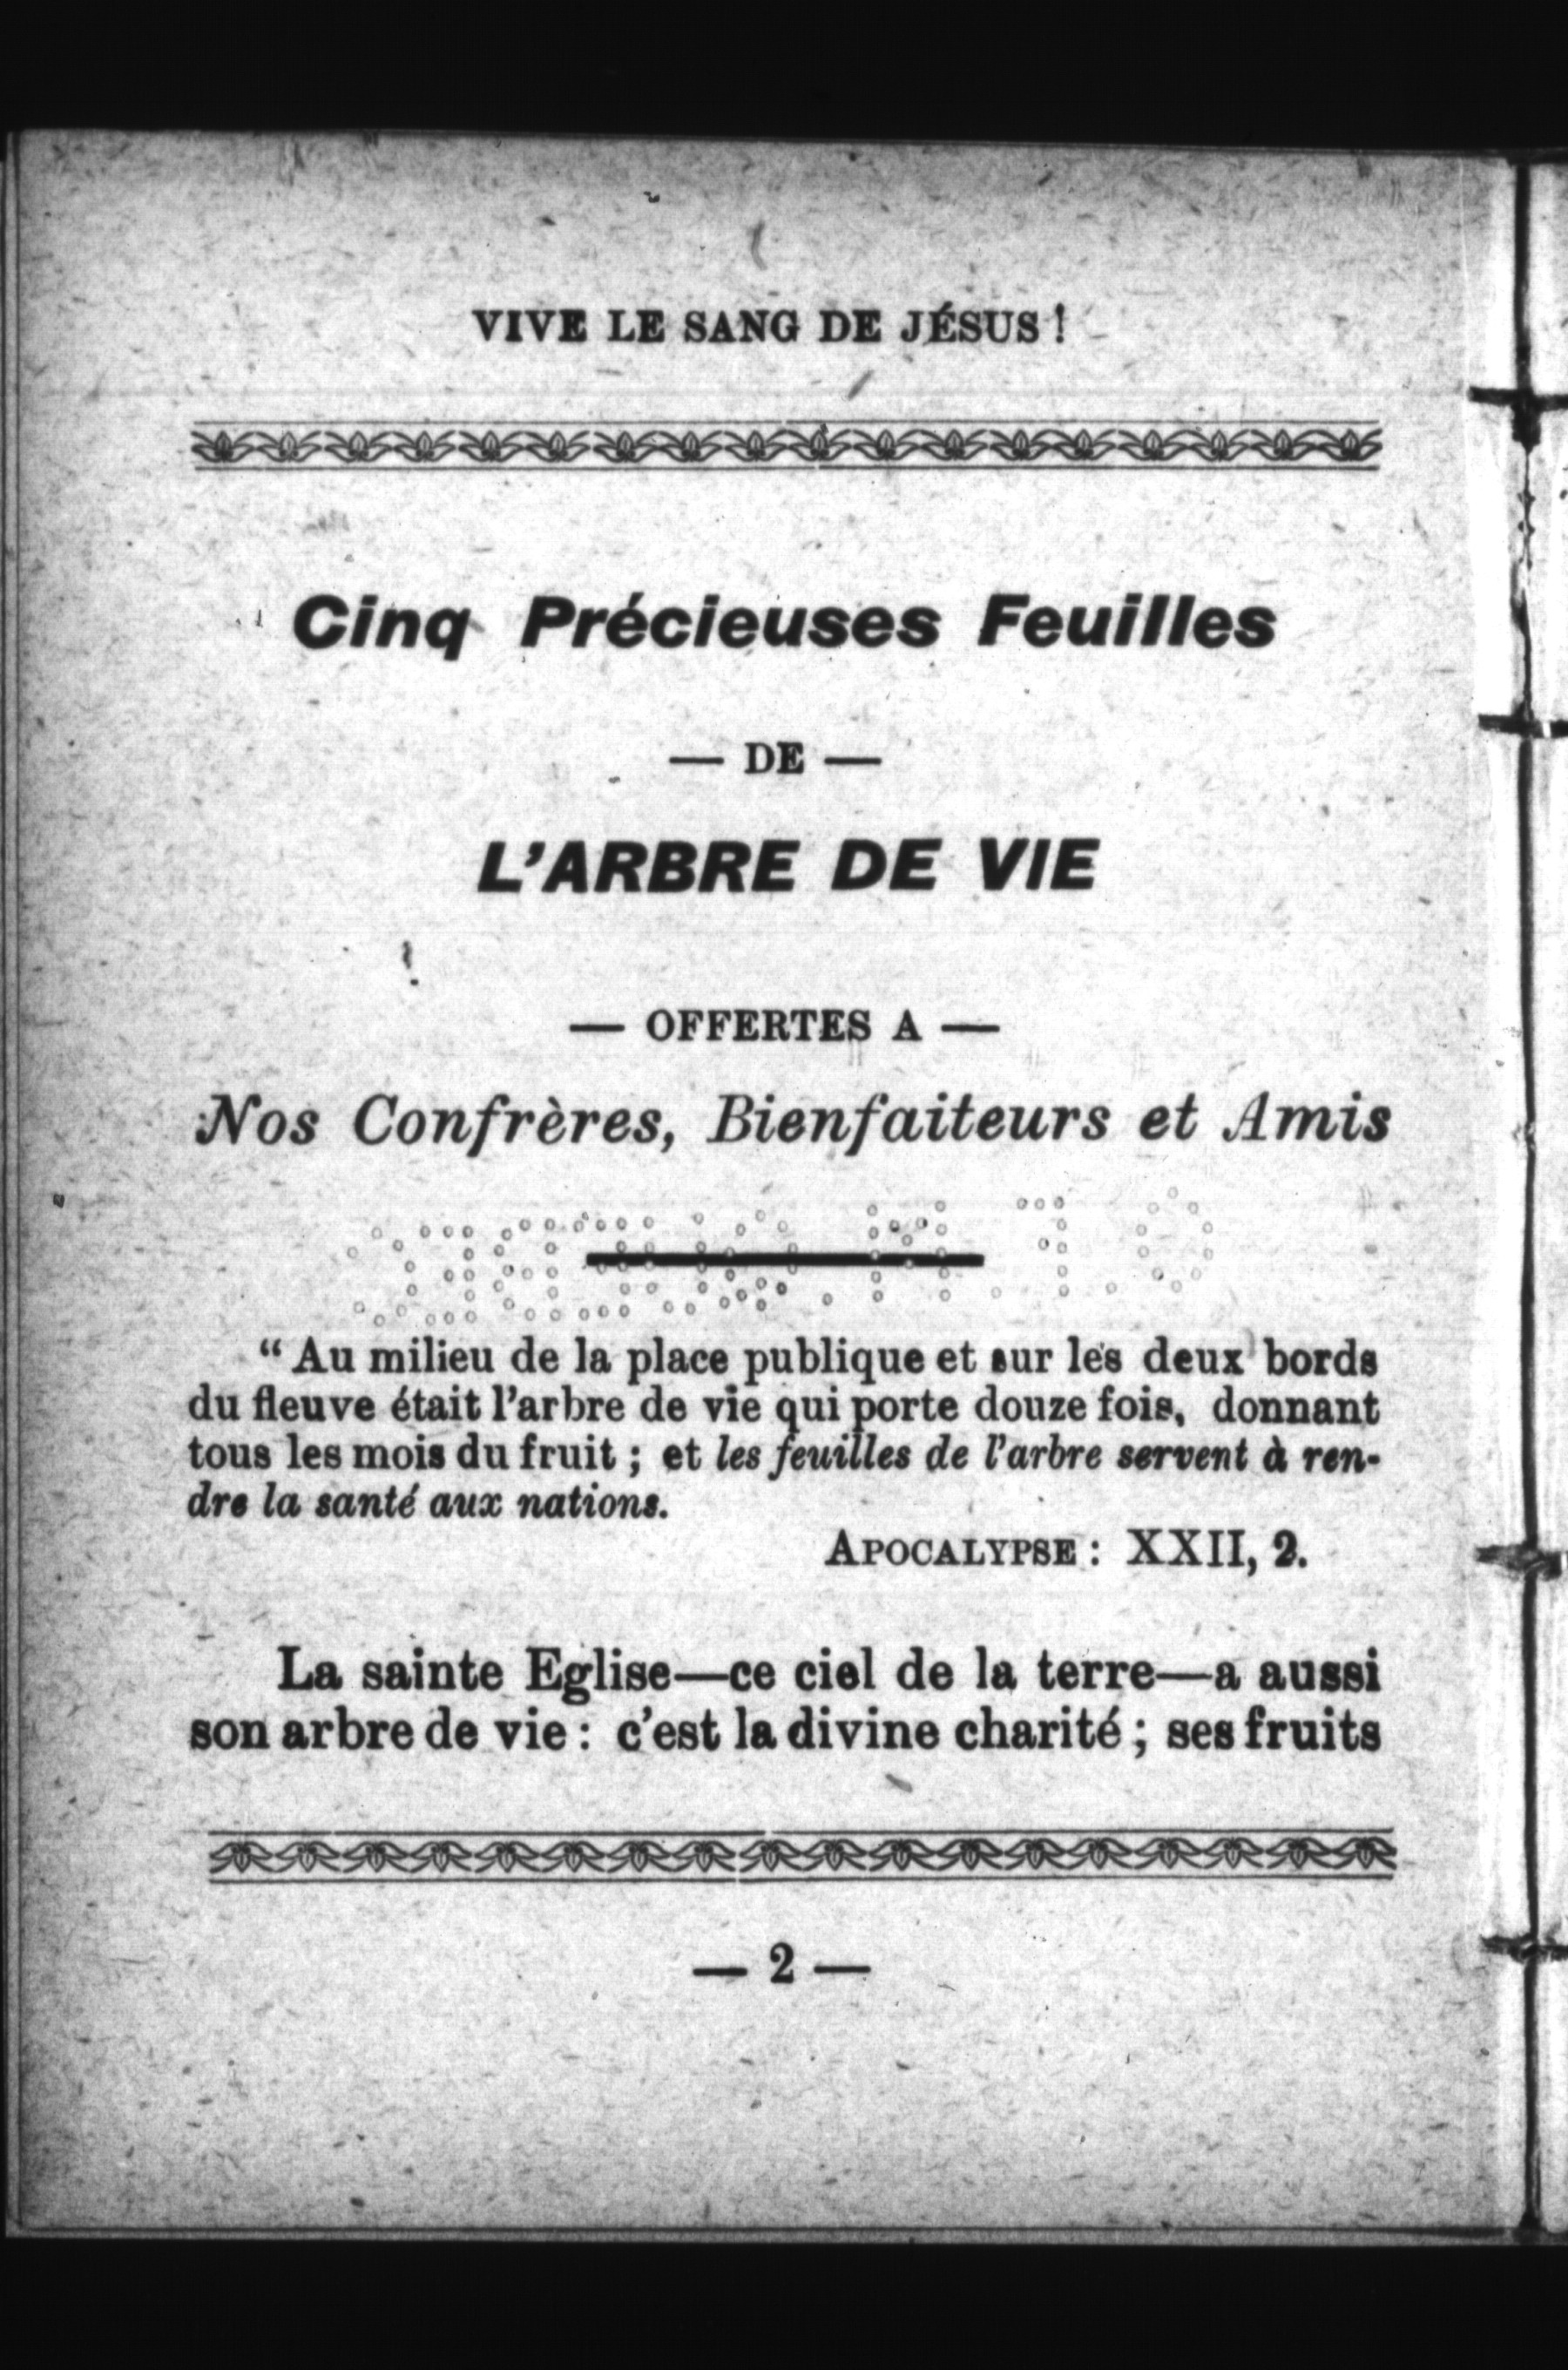 VIVE LE SANG DE JÉSUS !
Cinq Précieuses Feuilles
— DE —
L'ARBRE DE VIE
— OFFERTES A —
Nos Confrères, Bienfaiteurs et Amis
“ Au milieu de la place publique et sur les deux bords
du fleuve était l'arbre de vie qui porte douze fois, donnant
tous les mois du fruit ; et les feuilles de l'arbre servent à ren-
dre la santé aux nations.
APOCALYPSE : XXII, 2.
La sainte Eglise—ce ciel de la terre—a aussi
son arbre de vie : c'est la divine charité ; ses fruits
— 2 —